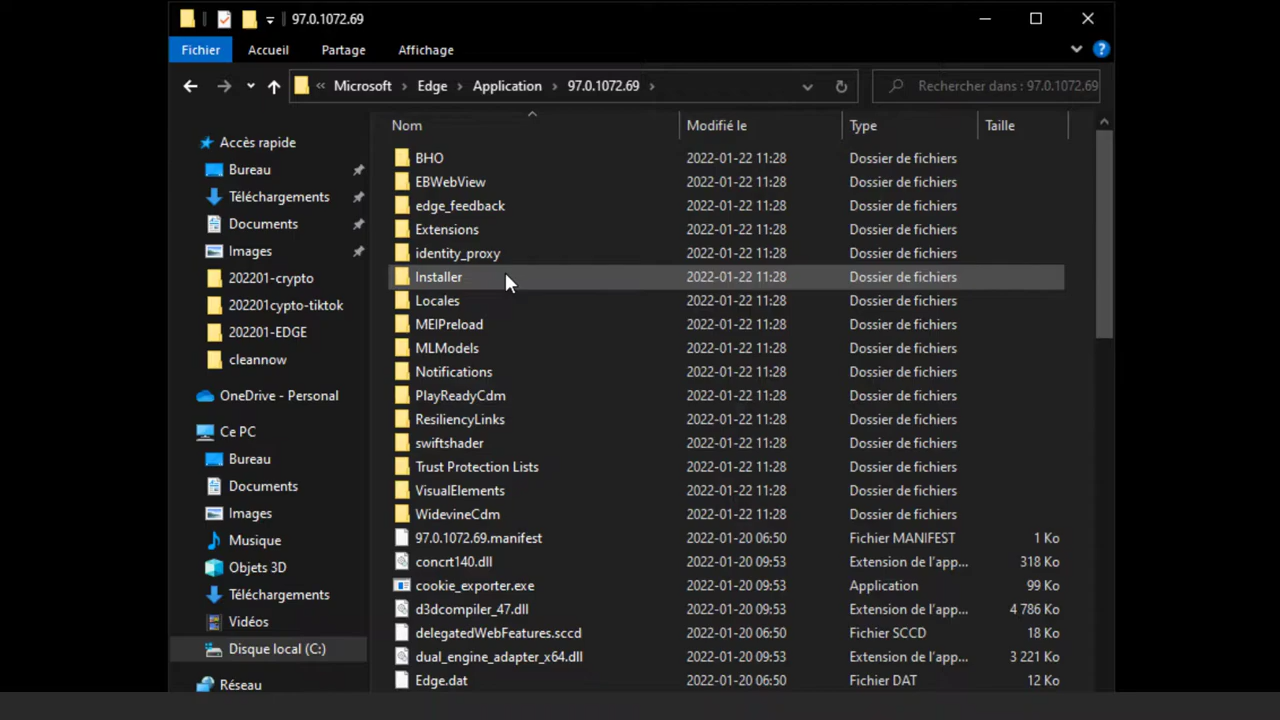 97.0.1072.69
Fichier Accueil Partage Affichage
« Microsoft > Edge > Application > 97.0.1072.69 >
Rechercher dans : 97.0.1072.69
Accès rapide
Bureau
Téléchargements
Documents
Images
202201-crypto
202201cypto-tiktok
202201-EDGE
cleannow
OneDrive - Personal
Ce PC
Bureau
Documents
Images
Musique
Objets 3D
Téléchargements
Vidéos
Disque local (C:)
Réseau
Nom Modifié le Type Taille
BHO 2022-01-22 11:28 Dossier de fichiers
EBWebView 2022-01-22 11:28 Dossier de fichiers
edge_feedback 2022-01-22 11:28 Dossier de fichiers
Extensions 2022-01-22 11:28 Dossier de fichiers
identity_proxy 2022-01-22 11:28 Dossier de fichiers
Installer 2022-01-22 11:28 Dossier de fichiers
Locales 2022-01-22 11:28 Dossier de fichiers
MEIPreload 2022-01-22 11:28 Dossier de fichiers
MLModels 2022-01-22 11:28 Dossier de fichiers
Notifications 2022-01-22 11:28 Dossier de fichiers
PlayReadyCdm 2022-01-22 11:28 Dossier de fichiers
ResiliencyLinks 2022-01-22 11:28 Dossier de fichiers
swiftshader 2022-01-22 11:28 Dossier de fichiers
Trust Protection Lists 2022-01-22 11:28 Dossier de fichiers
VisualElements 2022-01-22 11:28 Dossier de fichiers
WidevineCdm 2022-01-22 11:28 Dossier de fichiers
97.0.1072.69.manifest 2022-01-20 06:50 Fichier MANIFEST 1 Ko
concrt140.dll 2022-01-20 09:53 Extension de l'app... 318 Ko
cookie_exporter.exe 2022-01-20 09:53 Application 99 Ko
d3dcompiler_47.dll 2022-01-20 09:53 Extension de l'app... 4 786 Ko
delegatedWebFeatures.sccd 2022-01-20 06:50 Fichier SCCD 18 Ko
dual_engine_adapter_x64.dll 2022-01-20 09:53 Extension de l'app... 3 221 Ko
Edge.dat 2022-01-20 06:50 Fichier DAT 12 Ko